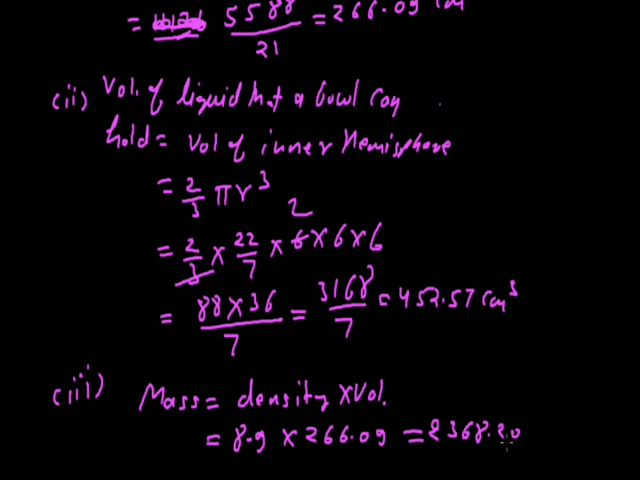 = 5588/21 = 266.09 cm
(ii) Vol. of liquid that a bowl can
hold = vol of inner hemisphere
= 2/3 πr³
= 2/3 × 22/7 × 6 × 6 × 6 2
= 88×36/7 = 3168/7 = 452.57 cm³
(iii) Mass = density × Vol.
= 8.9 × 266.09 = 2368.20